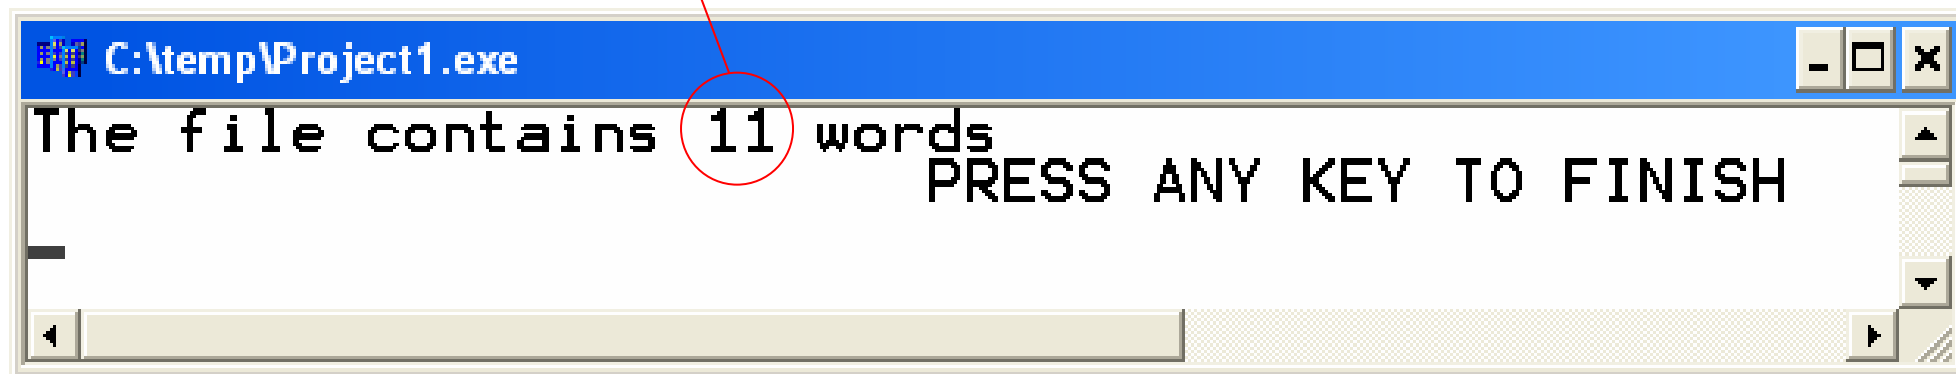 C:\temp\Project1.exe
The file contains 11 words
PRESS ANY KEY TO FINISH